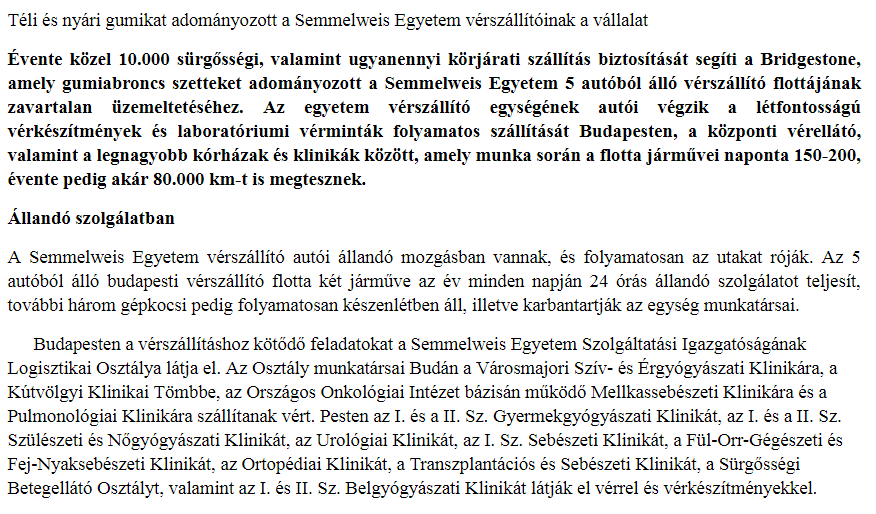 Téli és nyári gumikat adományozott a Semmelweis Egyetem vérszállítóinak a vállalat
Évente közel 10.000 sürgősségi, valamint ugyanennyi körjárati szállítás biztosítását segíti a Bridgestone,
amely gumiabroncs szetteket adományozott a Semmelweis Egyetem 5 autóból álló vérszállító flottájának
zavartalan üzemeltetéséhez. Az egyetem vérszállító egységének autói végzik a létfontosságú
vérkészítmények és laboratóriumi vérminták folyamatos szállítását Budapesten, a központi vérellátó,
valamint a legnagyobb kórházak és klinikák között, amely munka során a flotta járművei naponta 150-200,
évente pedig akár 80.000 km-t is megtesznek.
Állandó szolgálatban
A Semmelweis Egyetem vérszállító autói állandó mozgásban vannak, és folyamatosan az utakat róják. Az 5
autóból álló budapesti vérszállító flotta két járműve az év minden napján 24 órás állandó szolgálatot teljesít,
további három gépkocsi pedig folyamatosan készenlétben áll, illetve karbantartják az egység munkatársai.
Budapesten a vérszállításhoz kötődő feladatokat a Semmelweis Egyetem Szolgáltatási Igazgatóságának
Logisztikai Osztálya látja el. Az Osztály munkatársai Budán a Városmajori Szív- és Érgyógyászati Klinikára, a
Kútvölgyi Klinikai Tömbbe, az Országos Onkológiai Intézet bázisán működő Mellkassebészeti Klinikára és a
Pulmonológiai Klinikára szállítanak vért. Pesten az I. és a II. Sz. Gyermekgyógyászati Klinikát, az I. és a II. Sz.
Szülészeti és Nőgyógyászati Klinikát, az Urológiai Klinikát, az I. Sz. Sebészeti Klinikát, a Fül-Orr-Gégészeti és
Fej-Nyaksebészeti Klinikát, az Ortopédiai Klinikát, a Transzplantációs és Sebészeti Klinikát, a Sürgősségi
Betegellátó Osztályt, valamint az I. és II. Sz. Belgyógyászati Klinikát látják el vérrel és vérkészítményekkel.